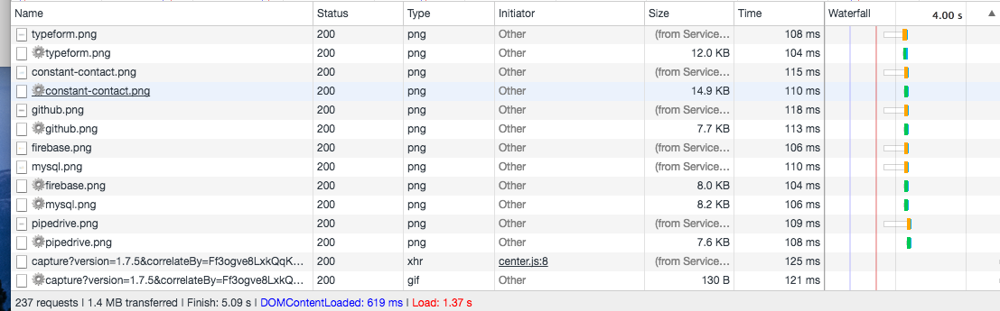 Name Status Type Initiator Size Time Waterfall 4.00 s ▲
typeform.png 200 png Other (from Service... 108 ms
typeform.png 200 png Other 12.0 KB 104 ms
constant-contact.png 200 png Other (from Service... 115 ms
constant-contact.png 200 png Other 14.9 KB 110 ms
github.png 200 png Other (from Service... 118 ms
github.png 200 png Other 7.7 KB 113 ms
firebase.png 200 png Other (from Service... 106 ms
mysql.png 200 png Other (from Service... 110 ms
firebase.png 200 png Other 8.0 KB 104 ms
mysql.png 200 png Other 8.2 KB 106 ms
pipedrive.png 200 png Other (from Service... 109 ms
pipedrive.png 200 png Other 7.6 KB 108 ms
capture?version=1.7.5&correlateBy=Ff3ogve8LxkQqK... 200 xhr center.js:8 (from Service... 125 ms
capture?version=1.7.5&correlateBy=Ff3ogve8LxkQ... 200 gif Other 130 B 121 ms
237 requests | 1.4 MB transferred | Finish: 5.09 s | DOMContentLoaded: 619 ms | Load: 1.37 s